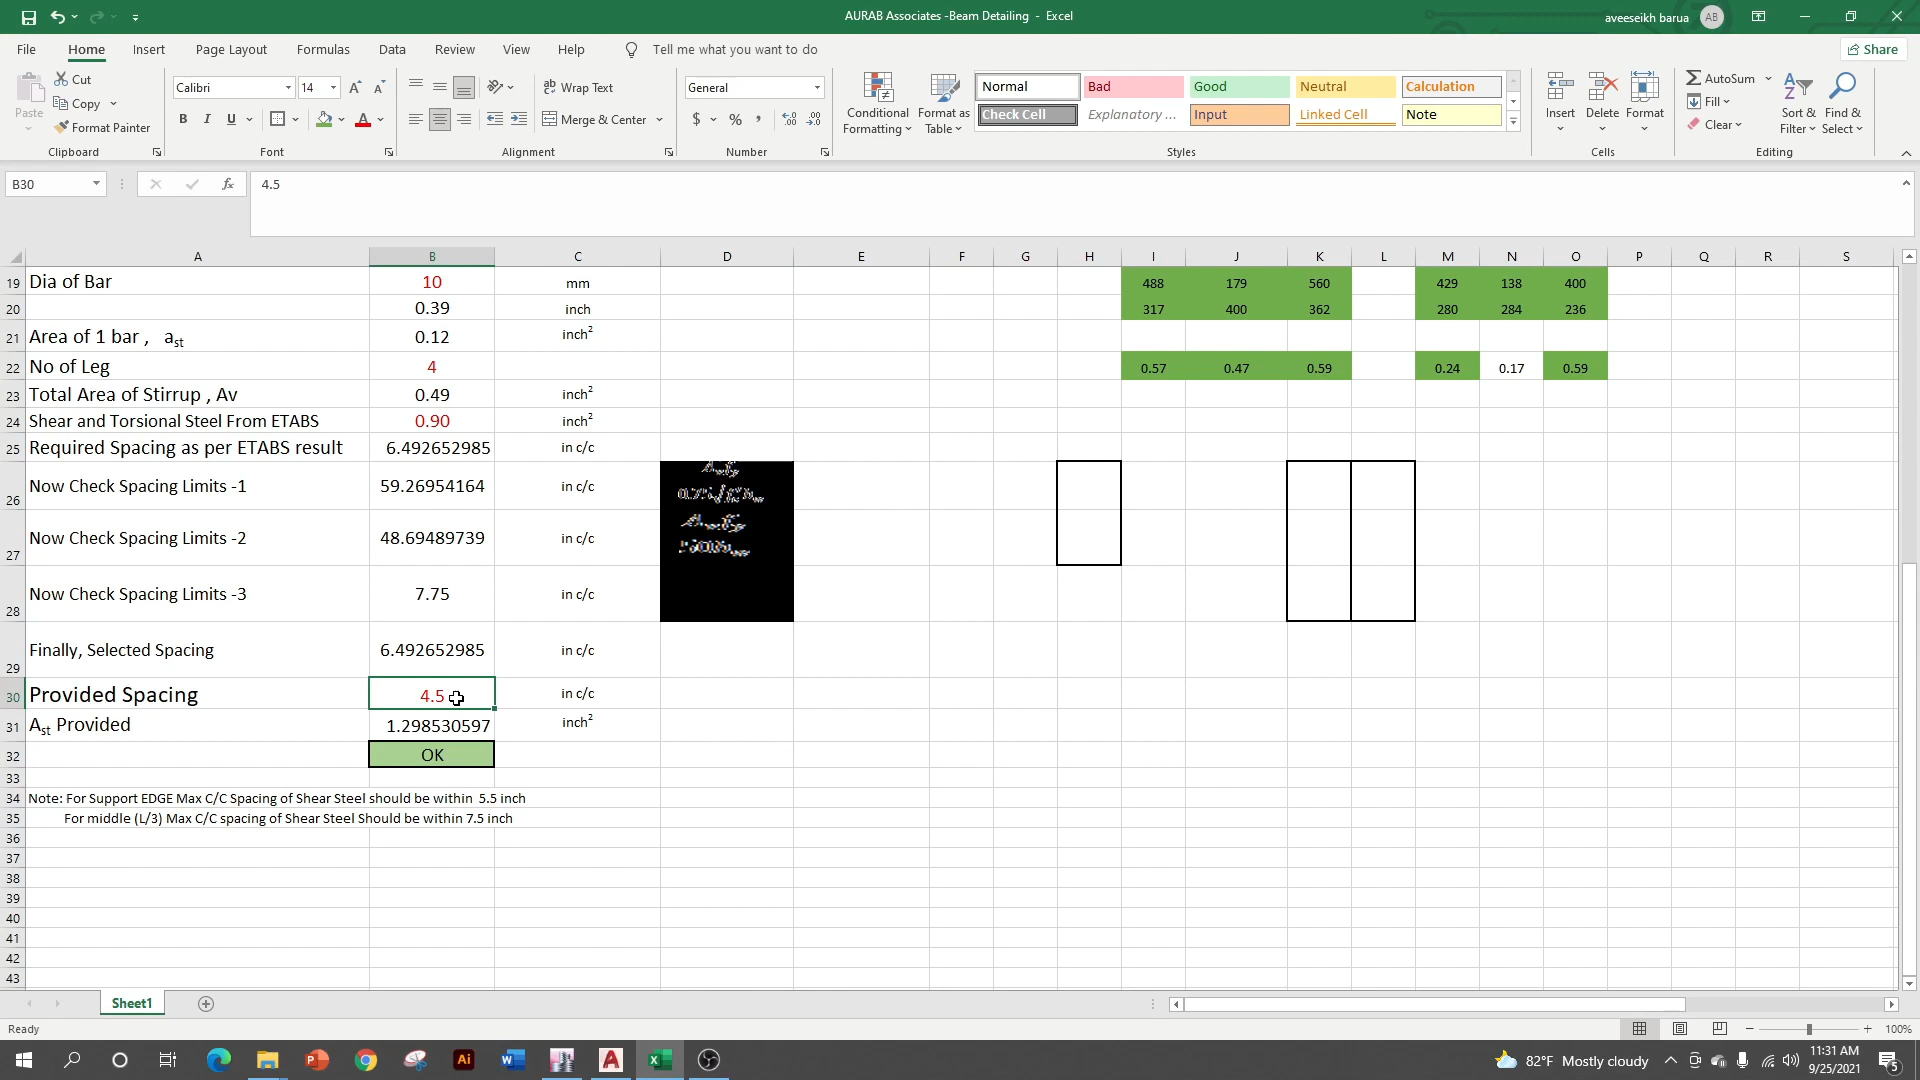 AURAB Associates -Beam Detailing - Excel
aveeseikh barua AB
File Home Insert Page Layout Formulas Data Review View Help Tell me what you want to do Share
Paste Cut
Copy
Format Painter
Clipboard
Calibri 14
B I U
Font
Wrap Text
Merge & Center
Alignment
General
$ % ,
Number
Conditional Formatting
Format as Table
Normal Bad Good Neutral Calculation
Check Cell Explanatory ... Input Linked Cell Note
Styles
Insert Delete Format
Cells
AutoSum
Fill
Clear
Sort & Filter
Find & Select
Editing
B30 fx 4.5
A B C D E F G H I J K L M N O P Q R S
19 Dia of Bar 10 mm 488 179 560 429 138 400
20 0.39 inch 317 400 362 280 284 236
21 Area of 1 bar , ast 0.12 inch2
22 No of Leg 4 0.57 0.47 0.59 0.24 0.17 0.59
23 Total Area of Stirrup , Av 0.49 inch2
24 Shear and Torsional Steel From ETABS 0.90 inch2
25 Required Spacing as per ETABS result 6.492652985 in c/c
26 Now Check Spacing Limits -1 59.26954164 in c/c
27 Now Check Spacing Limits -2 48.69489739 in c/c
28 Now Check Spacing Limits -3 7.75 in c/c
29 Finally, Selected Spacing 6.492652985 in c/c
30 Provided Spacing 4.5 in c/c
31 Ast Provided 1.298530597 inch2
32 OK
33
34 Note: For Support EDGE Max C/C Spacing of Shear Steel should be within 5.5 inch
35 For middle (L/3) Max C/C spacing of Shear Steel Should be within 7.5 inch
36
37
38
39
40
41
42
43
Sheet1
Ready 100%
82°F Mostly cloudy 11:31 AM
9/25/2021 5